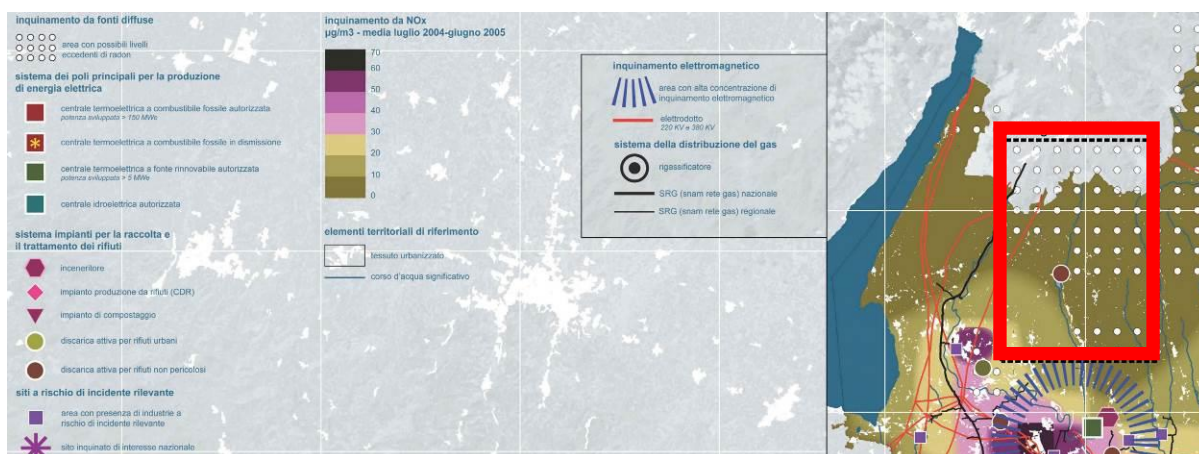 inquinamento da fonti diffuse
area con possibili livelli
eccedenti di radon
sistema dei poli principali per la produzione
di energia elettrica
centrale termoelettrica a combustibile fossile autorizzata
potenza sviluppata > 150 MWe
centrale termoelettrica a combustibile fossile in dismissione
centrale termoelettrica a fonte rinnovabile autorizzata
potenza sviluppata > 5 MWe
centrale idroelettrica autorizzata
sistema impianti per la raccolta e
il trattamento dei rifiuti
inceneritore
impianto produzione da rifiuti (CDR)
impianto di compostaggio
discarica attiva per rifiuti urbani
discarica attiva per rifiuti non pericolosi
siti a rischio di incidente rilevante
area con presenza di industrie a
rischio di incidente rilevante
sito inquinato di interesse nazionale
inquinamento da NOx
µg/m3 - media luglio 2004-giugno 2005
70
60
50
40
30
20
10
0
elementi territoriali di riferimento
tessuto urbanizzato
corso d'acqua significativo
inquinamento elettromagnetico
area con alta concentrazione di
inquinamento elettromagnetico
elettrodotto
220 KV e 380 KV
sistema della distribuzione del gas
rigassificatore
SRG (snam rete gas) nazionale
SRG (snam rete gas) regionale